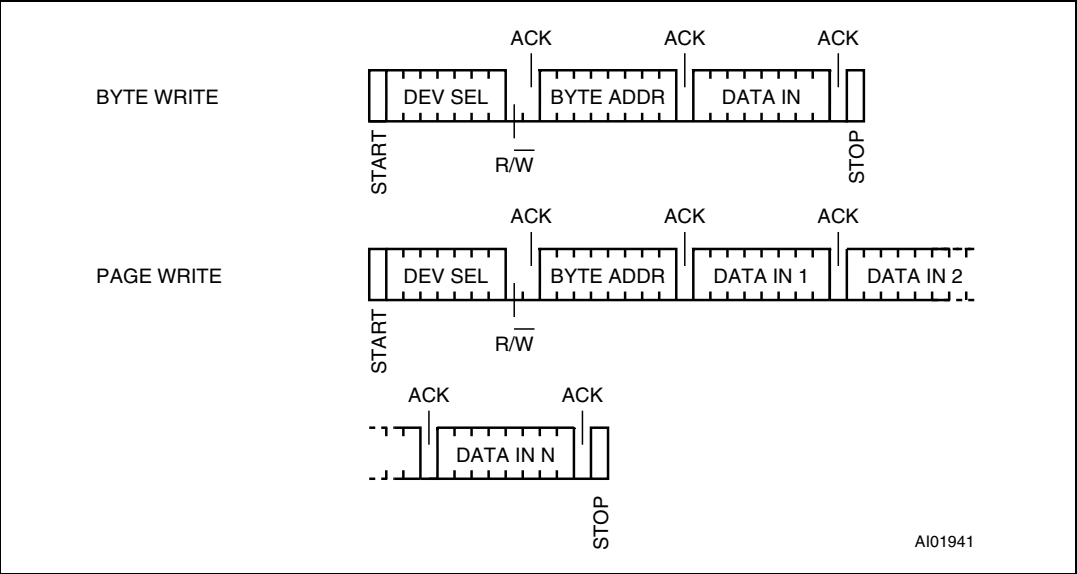 ACK ACK ACK
BYTE WRITE DEV SEL BYTE ADDR DATA IN
START R/W̅ STOP
ACK ACK ACK
PAGE WRITE DEV SEL BYTE ADDR DATA IN 1 DATA IN 2
START R/W̅
ACK ACK
DATA IN N
STOP
AI01941